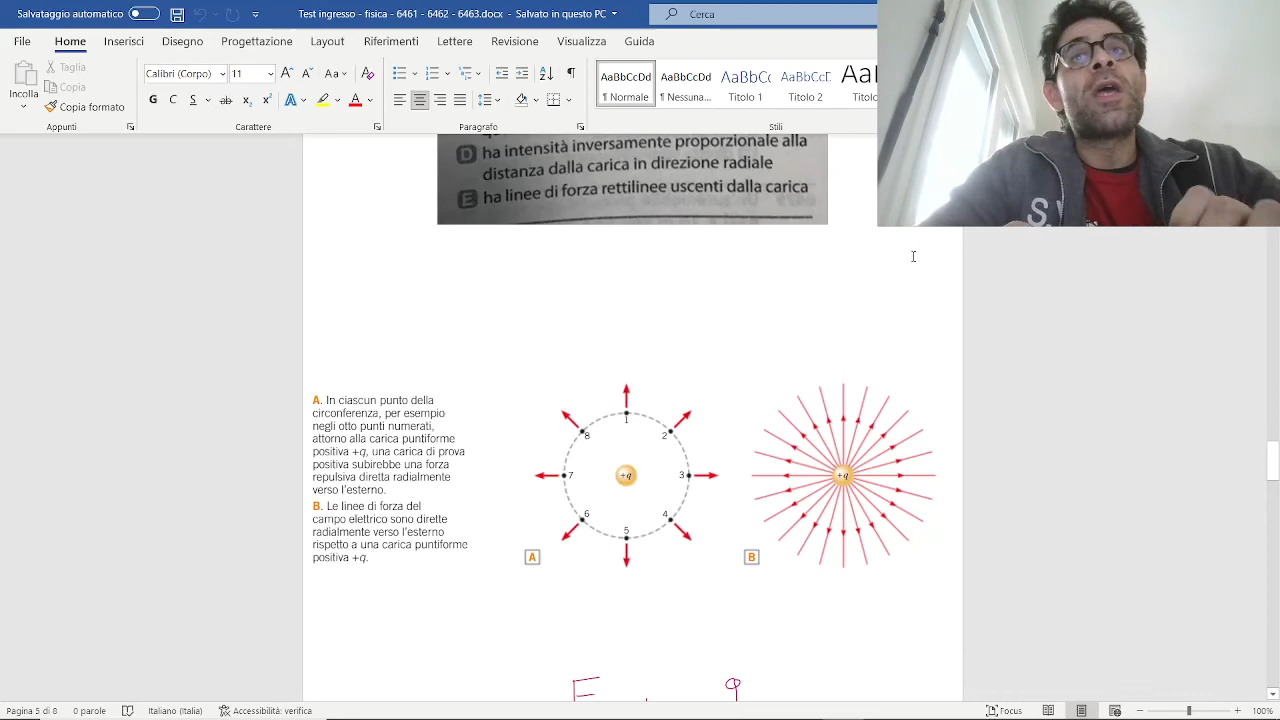 Salvataggio automatico
Test ingresso - fisica - 6461 - 6462 - 6463.docx - Salvato in questo PC
Cerca
File Home Inserisci Disegno Progettazione Layout Riferimenti Lettere Revisione Visualizza Guida
Incolla
Taglia
Copia
Copia formato
Appunti
Calibri (Corpo) 11
Aa
G C S ab x₂ x²
Carattere
Paragrafo
AaBbCcDd
¶ Normale
AaBbCcDd
¶ Nessuna...
AaBbCc
Titolo 1
AaBbCcD
Titolo 2
Stili
D ha intensità inversamente proporzionale alla
distanza dalla carica in direzione radiale
E ha linee di forza rettilinee uscenti dalla carica
A. In ciascun punto della
circonferenza, per esempio
negli otto punti numerati,
attorno alla carica puntiforme
positiva +q, una carica di prova
positiva subirebbe una forza
repulsiva diretta radialmente
verso l'esterno.
B. Le linee di forza del
campo elettrico sono dirette
radialmente verso l'esterno
rispetto a una carica puntiforme
positiva +q.
1
2
3
4
5
6
7
8
+q
A
+q
B
q
Pagina 5 di 8 0 parole Italiano (Italia) Accessibilità: verifica Focus 100%